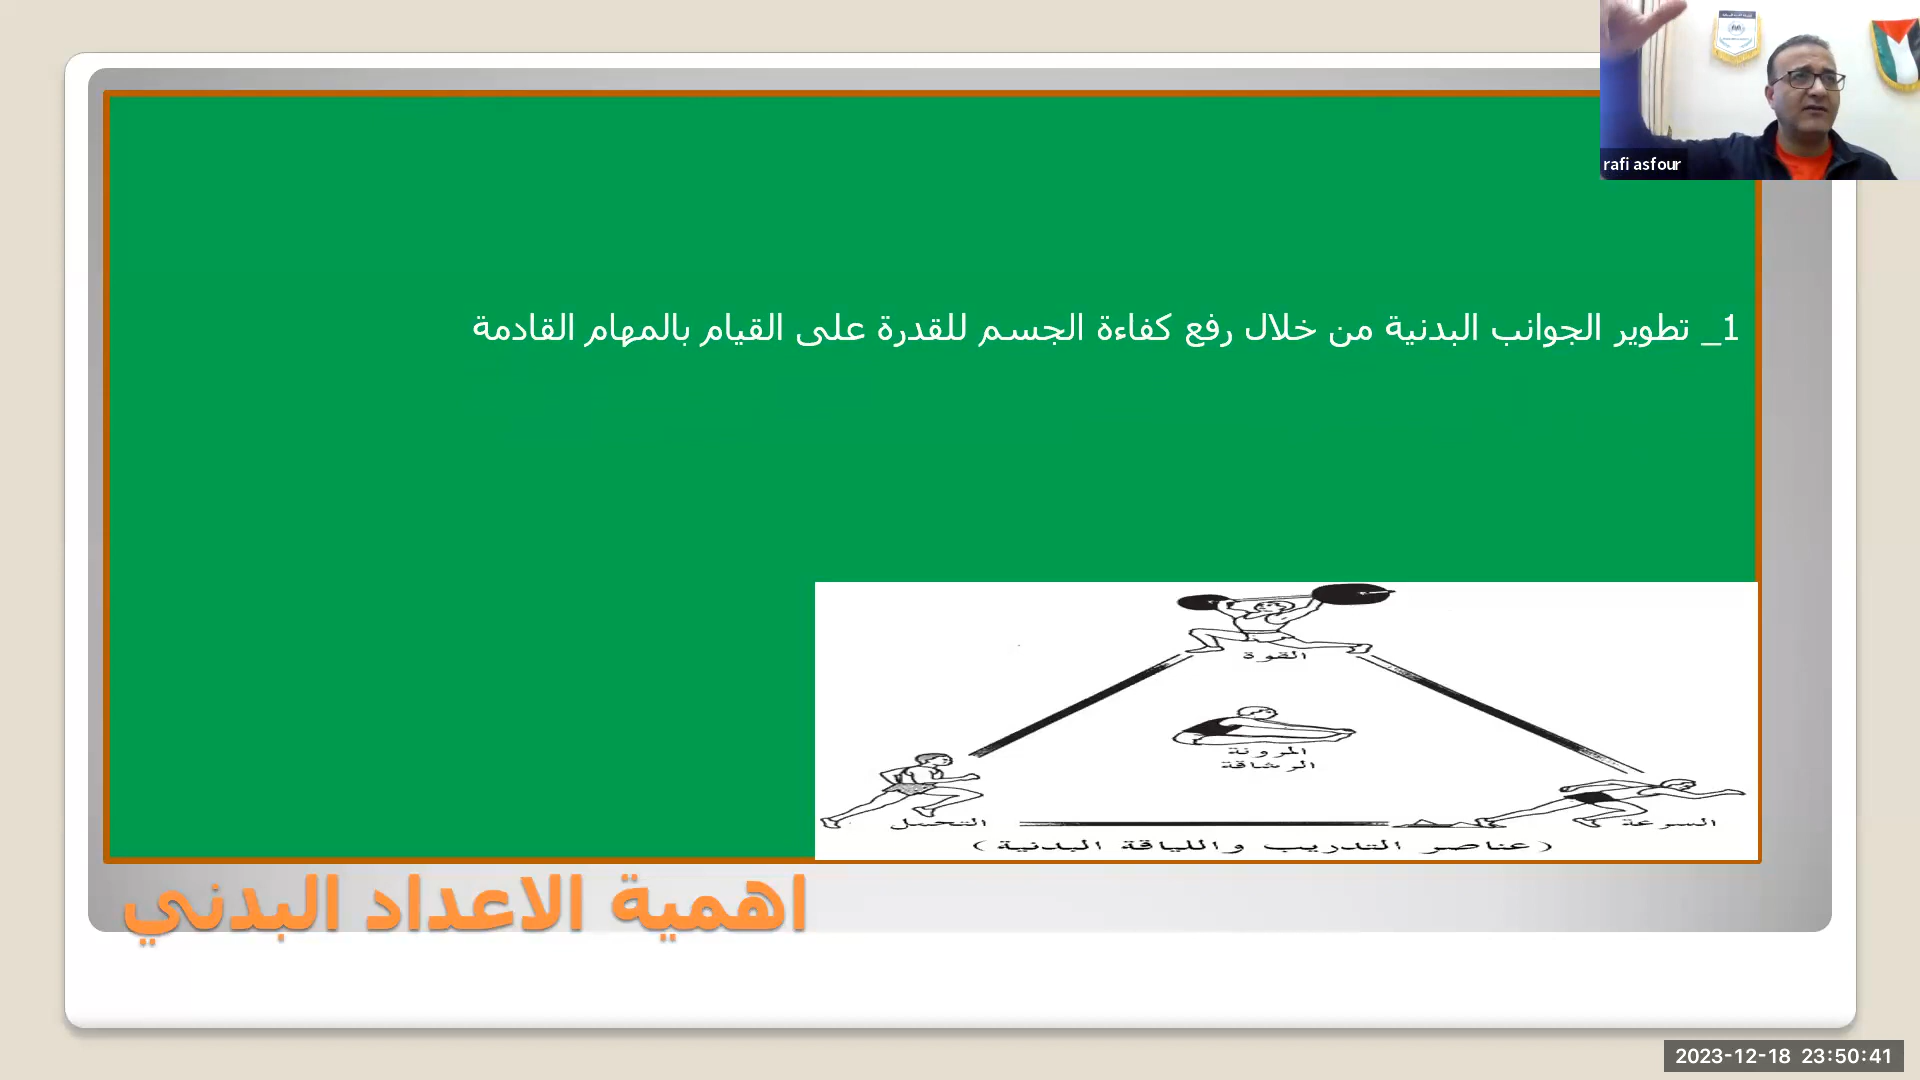 rafi asfour
1_ تطوير الجوانب البدنية من خلال رفع كفاءة الجسم للقدرة على القيام بالمهام القادمة
القوة
المرونة
الرشاقة
التحمل
السرعة
(عناصر التدريب واللياقة البدنية)
اهمية الاعداد البدني
2023-12-18 23:50:41